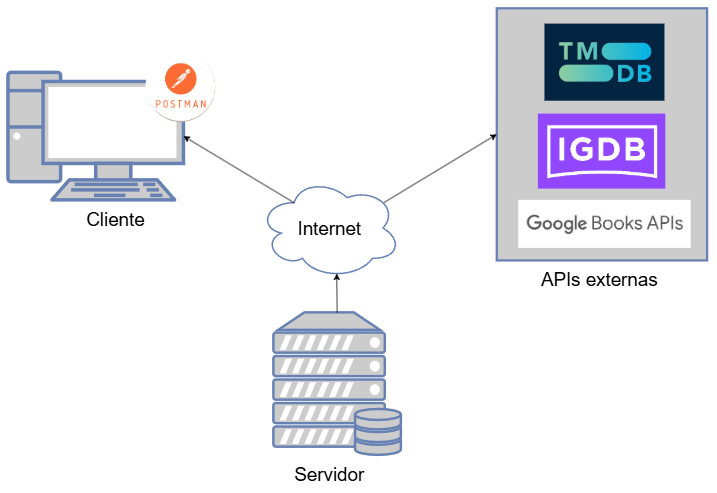 POSTMAN
Cliente
Internet
Servidor
TM
DB
IGDB
Google Books APIs
APIs externas